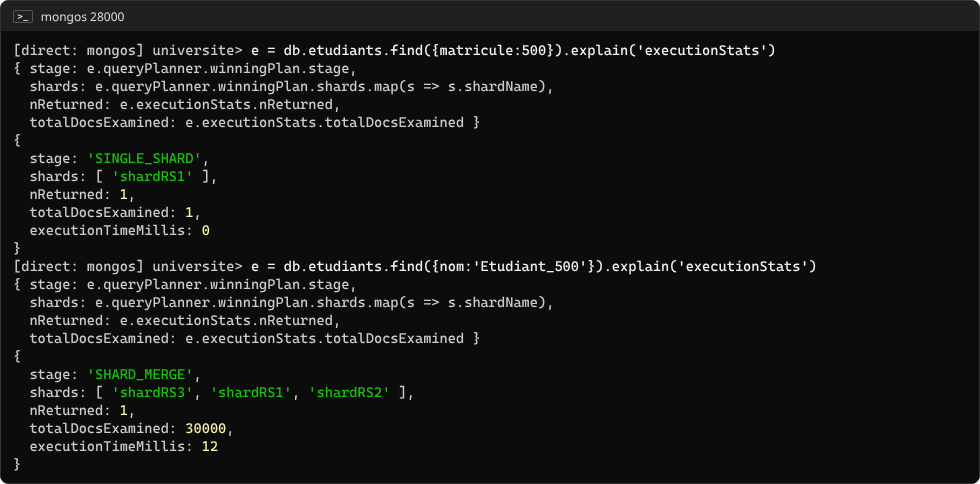 >_ mongos 28000
[direct: mongos] universite> e = db.etudiants.find({matricule:500}).explain('executionStats')
{ stage: e.queryPlanner.winningPlan.stage,
  shards: e.queryPlanner.winningPlan.shards.map(s => s.shardName),
  nReturned: e.executionStats.nReturned,
  totalDocsExamined: e.executionStats.totalDocsExamined }
{
  stage: 'SINGLE_SHARD',
  shards: [ 'shardRS1' ],
  nReturned: 1,
  totalDocsExamined: 1,
  executionTimeMillis: 0
}
[direct: mongos] universite> e = db.etudiants.find({nom:'Etudiant_500'}).explain('executionStats')
{ stage: e.queryPlanner.winningPlan.stage,
  shards: e.queryPlanner.winningPlan.shards.map(s => s.shardName),
  nReturned: e.executionStats.nReturned,
  totalDocsExamined: e.executionStats.totalDocsExamined }
{
  stage: 'SHARD_MERGE',
  shards: [ 'shardRS3', 'shardRS1', 'shardRS2' ],
  nReturned: 1,
  totalDocsExamined: 30000,
  executionTimeMillis: 12
}